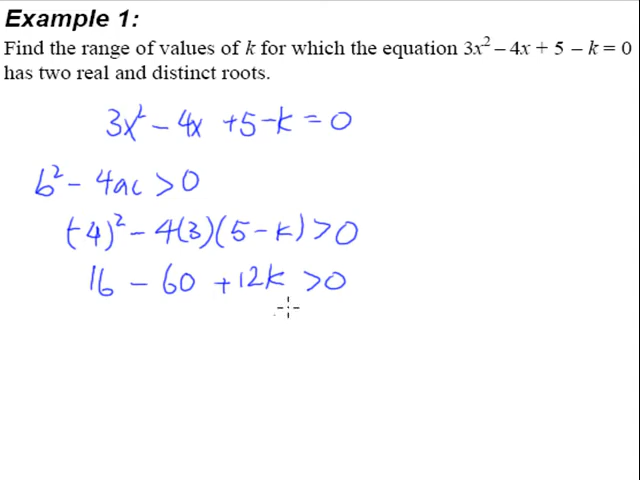 Example 1:
Find the range of values of k for which the equation 3x² – 4x + 5 – k = 0
has two real and distinct roots.
3x² – 4x +5–k = 0
b² – 4ac > 0
(-4)² – 4(3)(5–k) > 0
16 – 60 +12k > 0